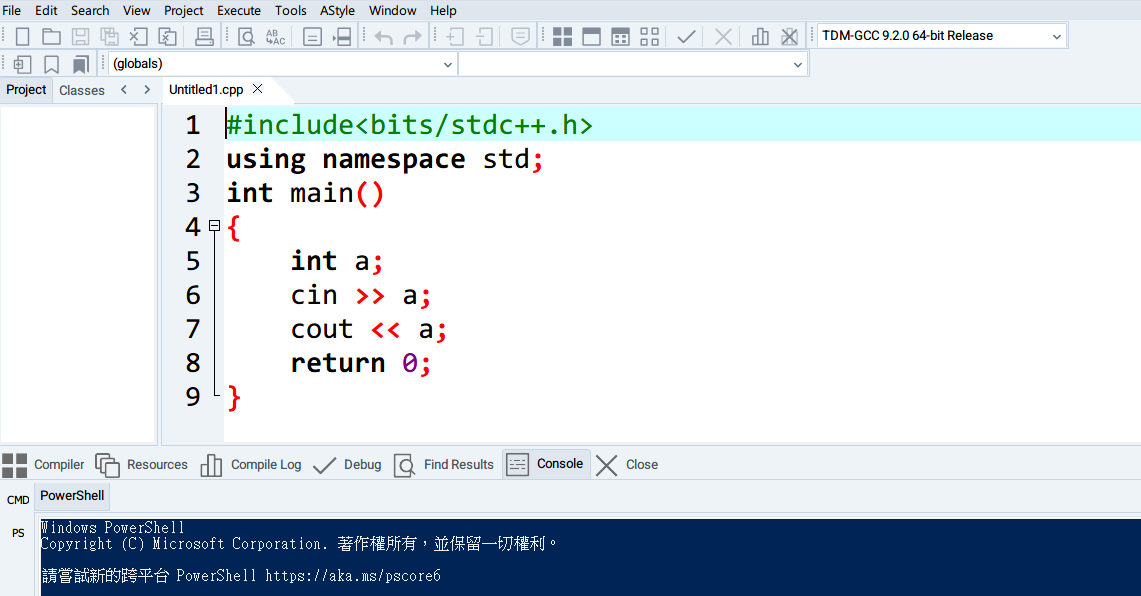 File Edit Search View Project Execute Tools AStyle Window Help
TDM-GCC 9.2.0 64-bit Release
(globals)
Project Classes
Untitled1.cpp
1 #include<bits/stdc++.h>
2 using namespace std;
3 int main()
4 {
5 int a;
6 cin >> a;
7 cout << a;
8 return 0;
9 }
Compiler Resources Compile Log Debug Find Results Console Close
CMD PowerShell
PS
Windows PowerShell
Copyright (C) Microsoft Corporation. 著作權所有，並保留一切權利。
請嘗試新的跨平台 PowerShell https://aka.ms/pscore6